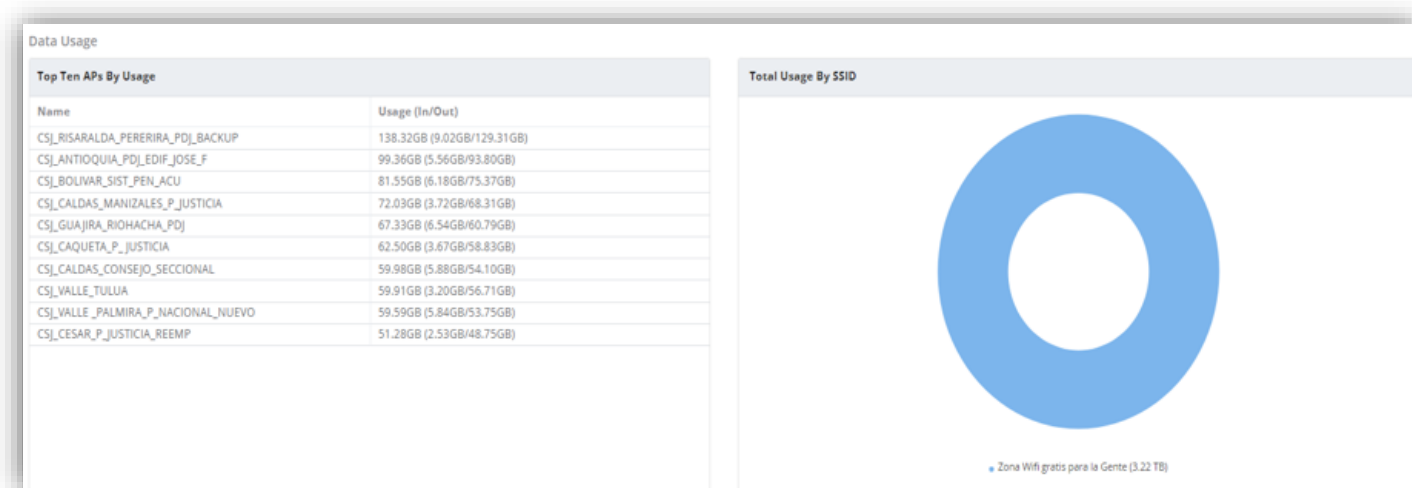 Data Usage
Top Ten APs By Usage
Name Usage (In/Out)
CSJ_RISARALDA_PERERIRA_PDJ_BACKUP 138.32GB (9.02GB/129.31GB)
CSJ_ANTIOQUIA_PDJ_EDIF_JOSE_F 99.36GB (5.56GB/93.80GB)
CSJ_BOLIVAR_SIST_PEN_ACU 81.55GB (6.18GB/75.37GB)
CSJ_CALDAS_MANIZALES_P_JUSTICIA 72.03GB (3.72GB/68.31GB)
CSJ_GUAJIRA_RIOHACHA_PDJ 67.33GB (6.54GB/60.79GB)
CSJ_CAQUETA_P_ JUSTICIA 62.50GB (3.67GB/58.83GB)
CSJ_CALDAS_CONSEJO_SECCIONAL 59.98GB (5.88GB/54.10GB)
CSJ_VALLE_TULUA 59.91GB (3.20GB/56.71GB)
CSJ_VALLE _PALMIRA_P_NACIONAL_NUEVO 59.59GB (5.84GB/53.75GB)
CSJ_CESAR_P_JUSTICIA_REEMP 51.28GB (2.53GB/48.75GB)
Total Usage By SSID
Zona Wifi gratis para la Gente (3.22 TB)